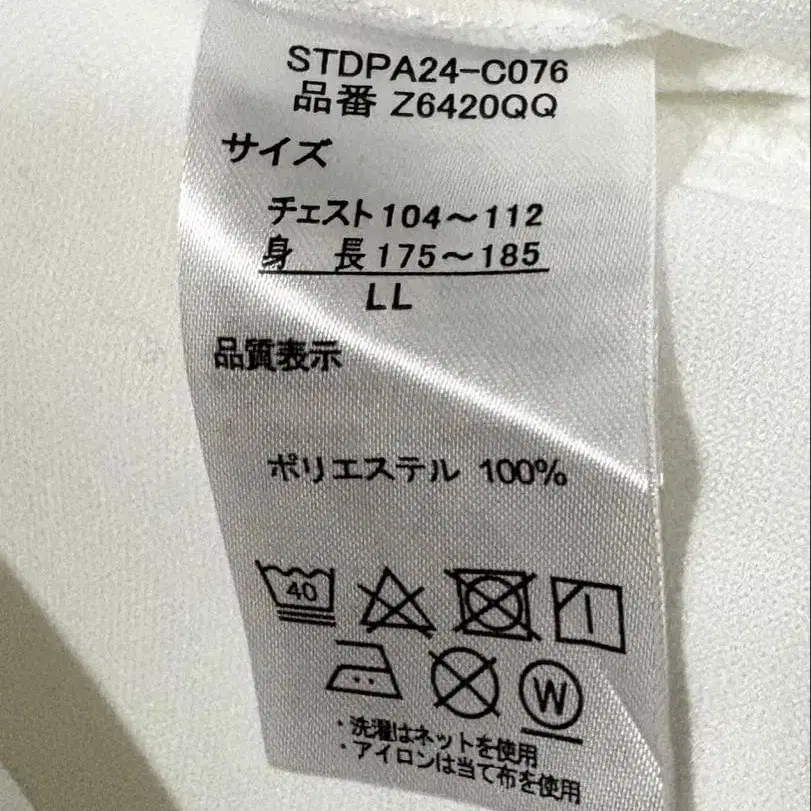 STDPA24-C076
品番 Z6420QQ
サイズ
チェスト104～112
身 長175～185
LL
品質表示
ポリエステル 100%
40
W
・洗濯はネットを使用
・アイロンは当て布を使用